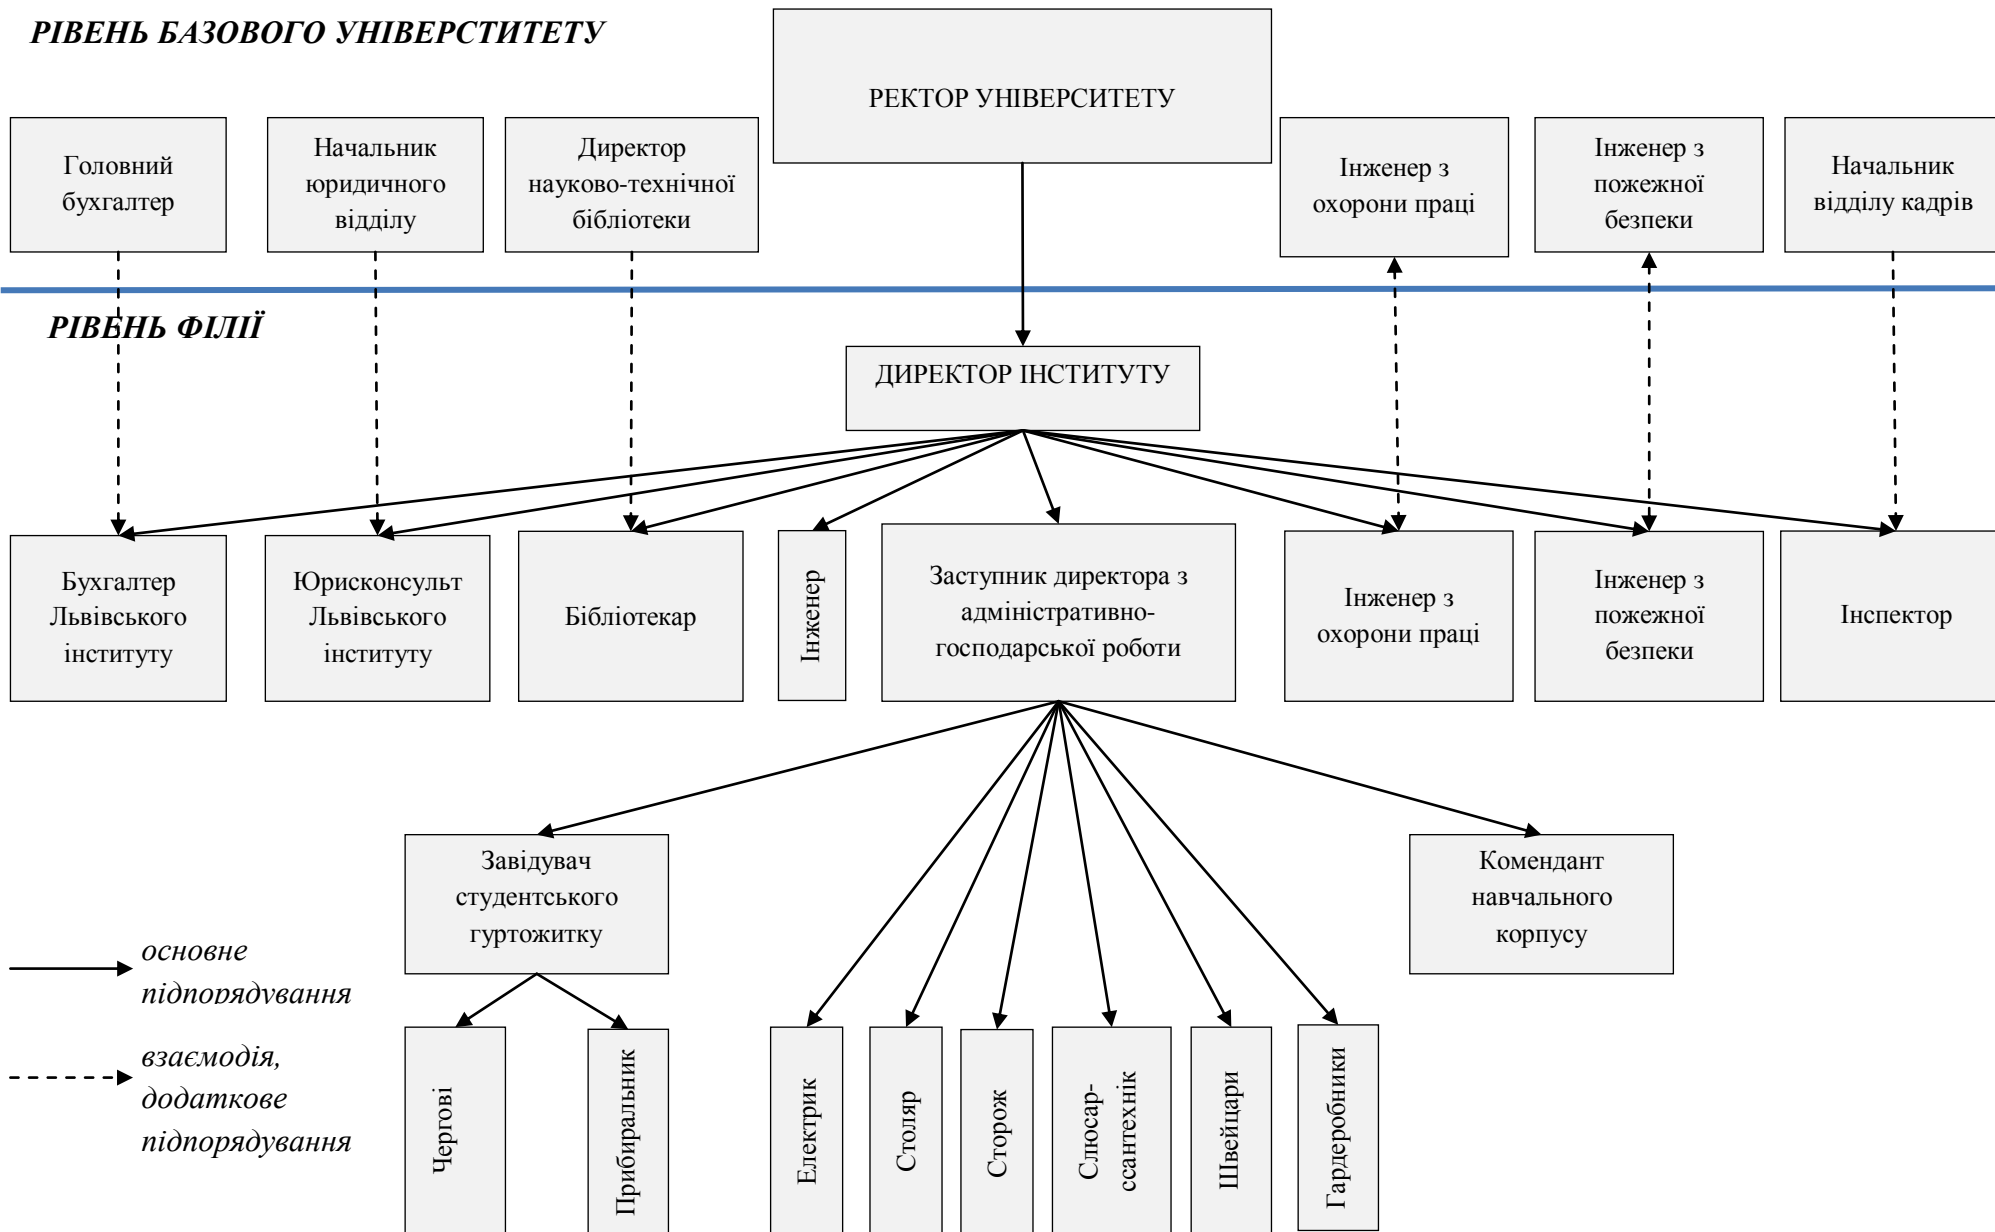 РІВЕНЬ БАЗОВОГО УНІВЕРСТИТЕТУ
РЕКТОР УНІВЕРСИТЕТУ
Головний
бухгалтер
Начальник
юридичного
відділу
Директор
науково-технічної
бібліотеки
Інженер з
охорони праці
Інженер з
пожежної
безпеки
Начальник
відділу кадрів
РІВЕНЬ ФІЛІЇ
ДИРЕКТОР ІНСТИТУТУ
Бухгалтер
Львівського
інституту
Юрисконсульт
Львівського
інституту
Бібліотекар
Інженер
Заступник директора з
адміністративно-
господарської роботи
Інженер з
охорони праці
Інженер з
пожежної
безпеки
Інспектор
Завідувач
студентського
гуртожитку
Комендант
навчального
корпусу
основне
підпорядування
взаємодія,
додаткове
підпорядування
Чергові
Прибиральник
Електрик
Столяр
Сторож
Слюсар-
ссантехнік
Швейцари
Гардеробники